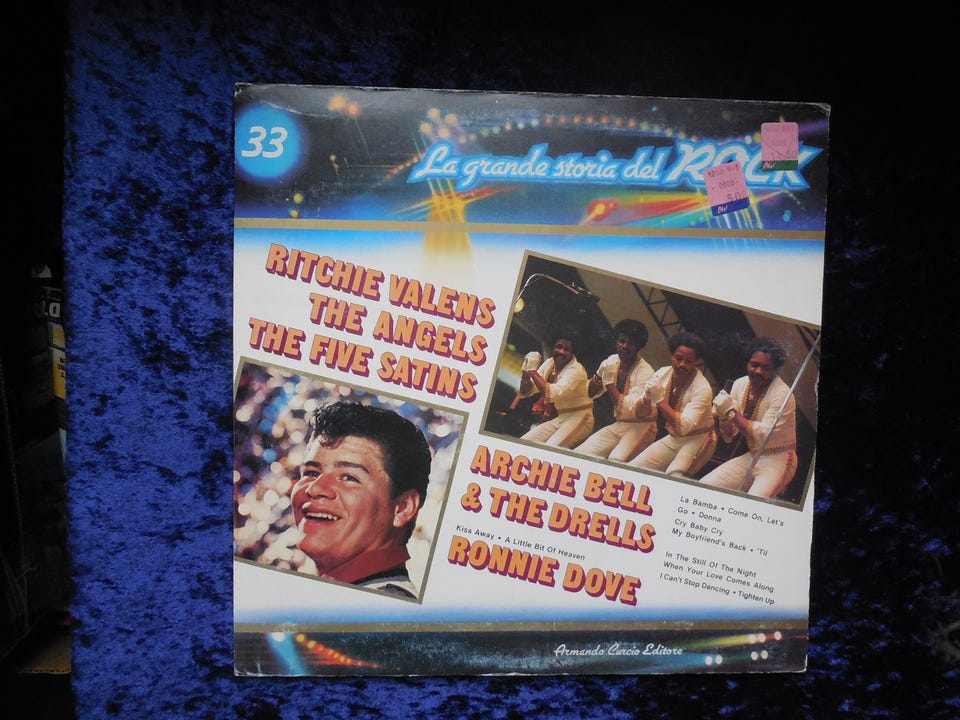 33
La grande storia del ROCK
RITCHIE VALENS
THE ANGELS
THE FIVE SATINS
ARCHIE BELL
& THE DRELLS
Kiss Away • A Little Bit Of Heaven
RONNIE DOVE
La Bamba • Come On, Let's
Go • Donna
Cry Baby Cry
My Boyfriend's Back • 'Til
In The Still Of The Night
When Your Love Comes Along
I Can't Stop Dancing • Tighten Up
Armando Curcio Editore